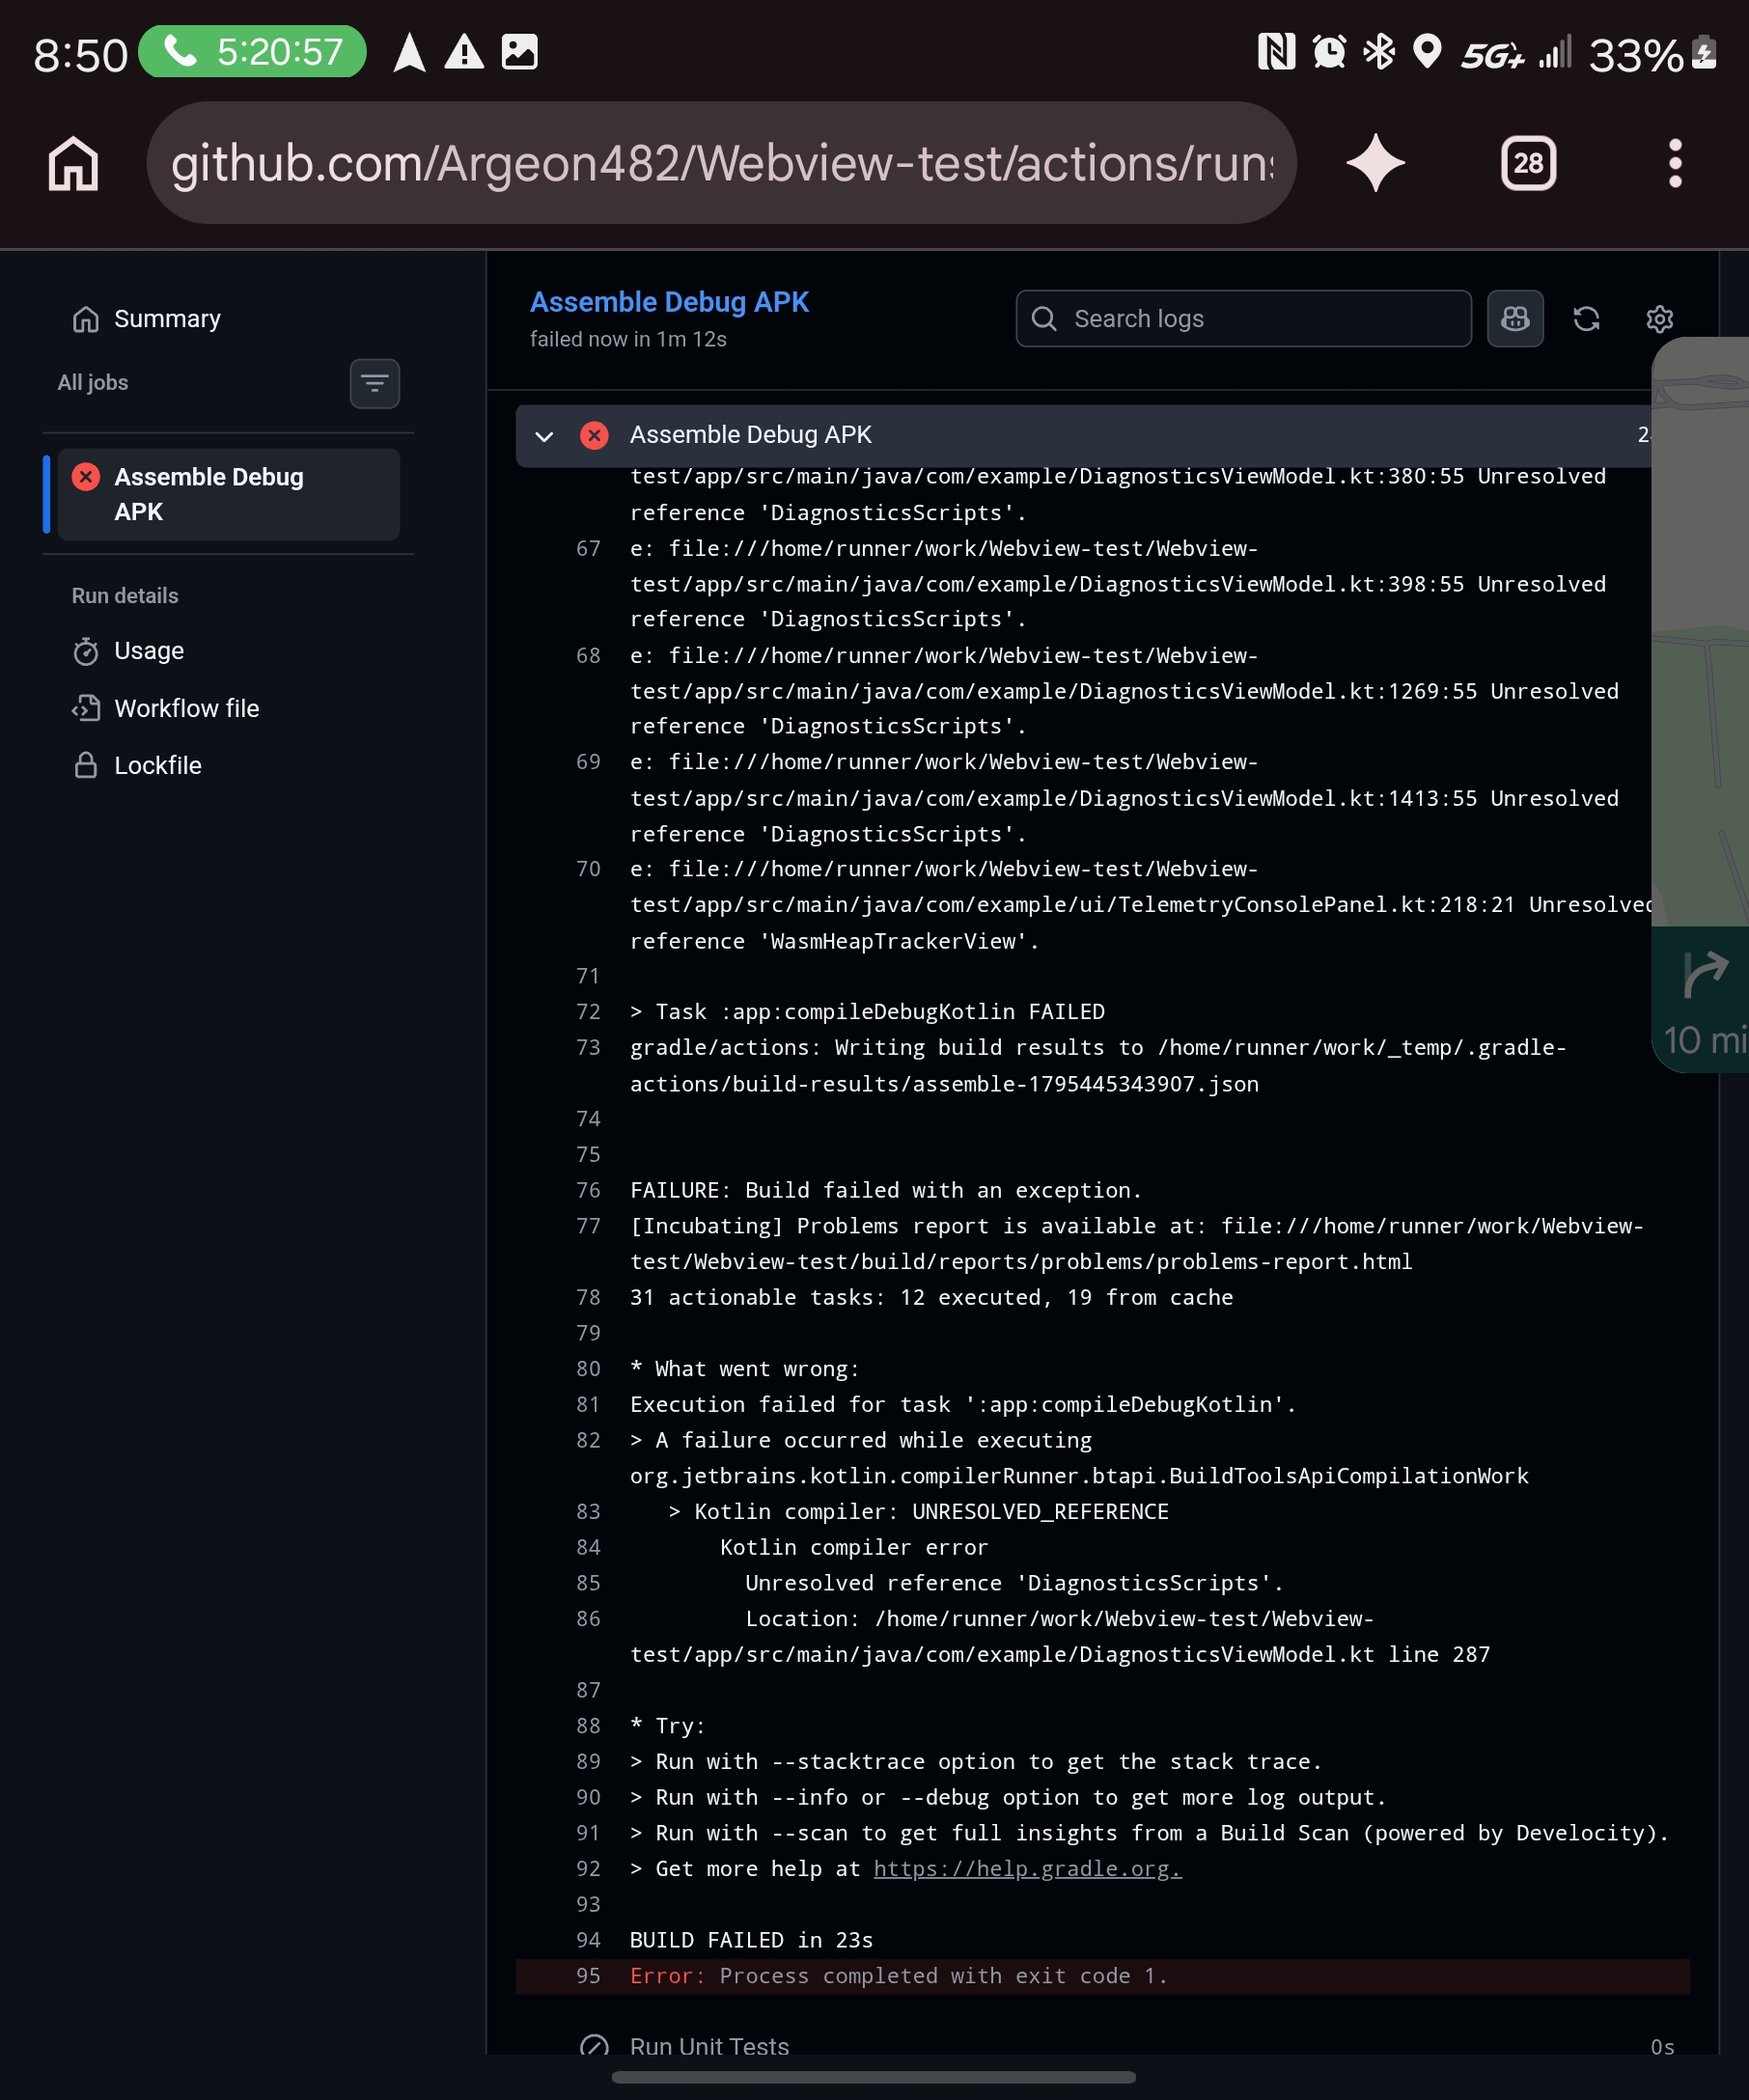 8:50
5:20:57
5G+
33%
github.com/Argeon482/Webview-test/actions/runs
28
Summary
All jobs
Assemble Debug
APK
Run details
Usage
Workflow file
Lockfile
Assemble Debug APK
failed now in 1m 12s
Search logs
Assemble Debug APK
test/app/src/main/java/com/example/DiagnosticsViewModel.kt:380:55 Unresolved
reference 'DiagnosticsScripts'.
67 e: file:///home/runner/work/Webview-test/Webview-
test/app/src/main/java/com/example/DiagnosticsViewModel.kt:398:55 Unresolved
reference 'DiagnosticsScripts'.
68 e: file:///home/runner/work/Webview-test/Webview-
test/app/src/main/java/com/example/DiagnosticsViewModel.kt:1269:55 Unresolved
reference 'DiagnosticsScripts'.
69 e: file:///home/runner/work/Webview-test/Webview-
test/app/src/main/java/com/example/DiagnosticsViewModel.kt:1413:55 Unresolved
reference 'DiagnosticsScripts'.
70 e: file:///home/runner/work/Webview-test/Webview-
test/app/src/main/java/com/example/ui/TelemetryConsolePanel.kt:218:21 Unresolved
reference 'WasmHeapTrackerView'.
71
72 > Task :app:compileDebugKotlin FAILED
73 gradle/actions: Writing build results to /home/runner/work/_temp/.gradle-
actions/build-results/assemble-1795445343907.json
74
75
76 FAILURE: Build failed with an exception.
77 [Incubating] Problems report is available at: file:///home/runner/work/Webview-
test/Webview-test/build/reports/problems/problems-report.html
78 31 actionable tasks: 12 executed, 19 from cache
79
80 * What went wrong:
81 Execution failed for task ':app:compileDebugKotlin'.
82 > A failure occurred while executing
org.jetbrains.kotlin.compilerRunner.btapi.BuildToolsApiCompilationWork
83 > Kotlin compiler: UNRESOLVED_REFERENCE
84 Kotlin compiler error
85 Unresolved reference 'DiagnosticsScripts'.
86 Location: /home/runner/work/Webview-test/Webview-
test/app/src/main/java/com/example/DiagnosticsViewModel.kt line 287
87
88 * Try:
89 > Run with --stacktrace option to get the stack trace.
90 > Run with --info or --debug option to get more log output.
91 > Run with --scan to get full insights from a Build Scan (powered by Develocity).
92 > Get more help at https://help.gradle.org.
93
94 BUILD FAILED in 23s
95 Error: Process completed with exit code 1.
Run Unit Tests
0s
10 mi